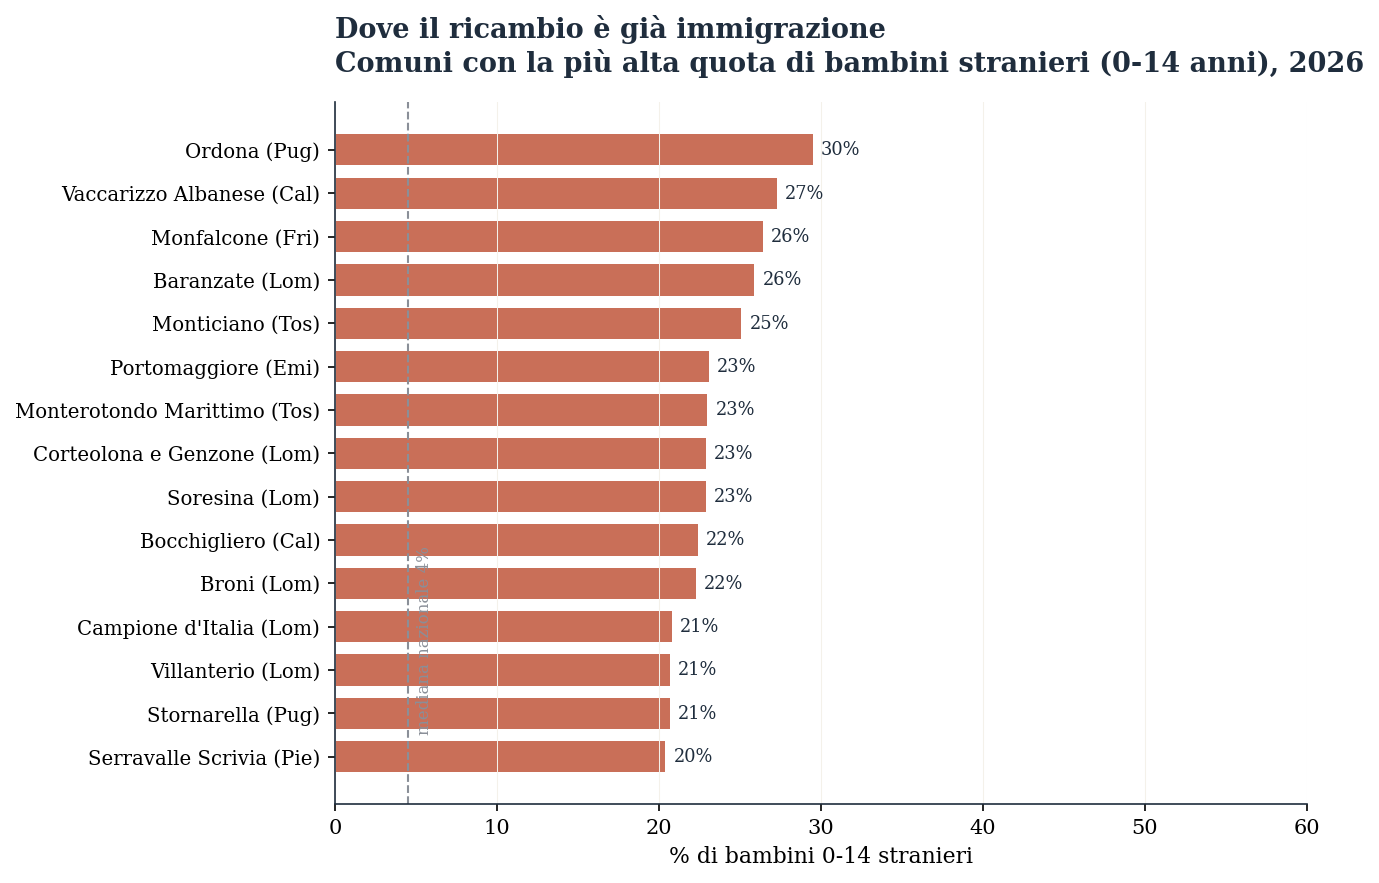 Dove il ricambio è già immigrazione
Comuni con la più alta quota di bambini stranieri (0-14 anni), 2026
Ordona (Pug) 30%
Vaccarizzo Albanese (Cal) 27%
Monfalcone (Fri) 26%
Baranzate (Lom) 26%
Monticiano (Tos) 25%
Portomaggiore (Emi) 23%
Monterotondo Marittimo (Tos) 23%
Corteolona e Genzone (Lom) 23%
Soresina (Lom) 23%
Bocchigliero (Cal) 22%
Broni (Lom) 22%
Campione d'Italia (Lom) 21%
Villanterio (Lom) 21%
Stornarella (Pug) 21%
Serravalle Scrivia (Pie) 20%
mediana nazionale 4%
0 10 20 30 40 50 60
% di bambini 0-14 stranieri